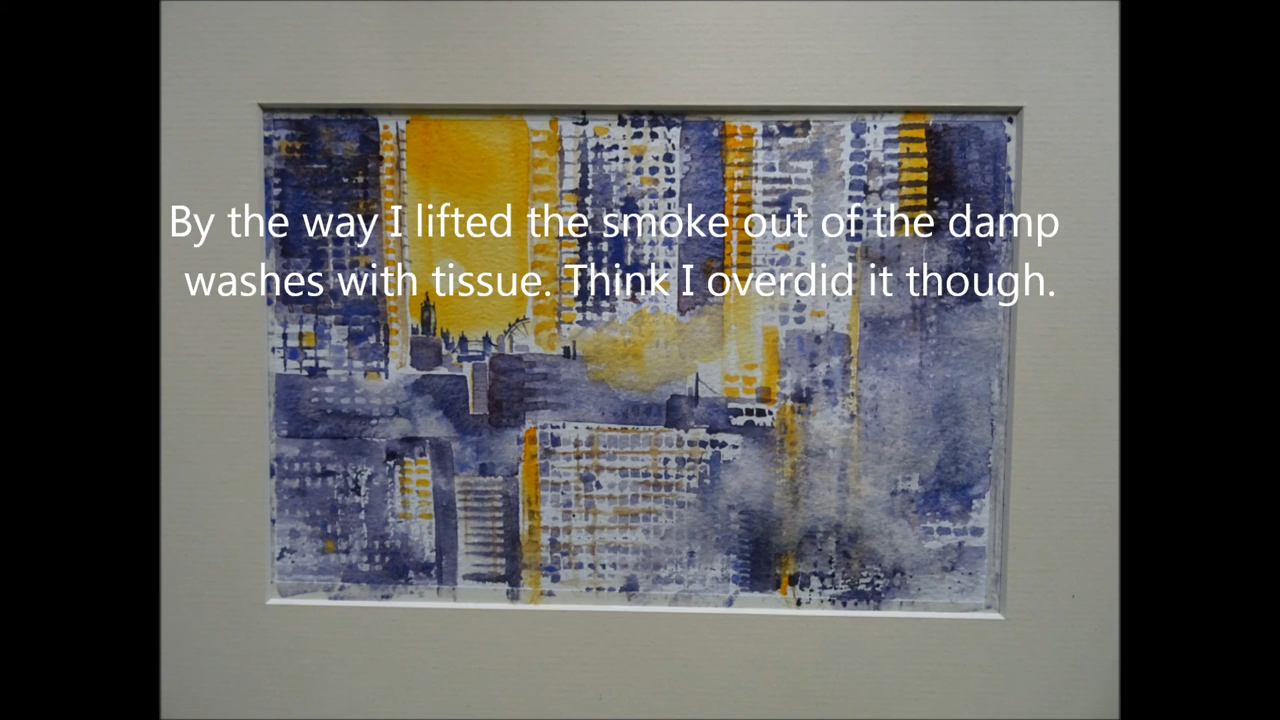 By the way I lifted the smoke out of the damp
washes with tissue. Think I overdid it though.